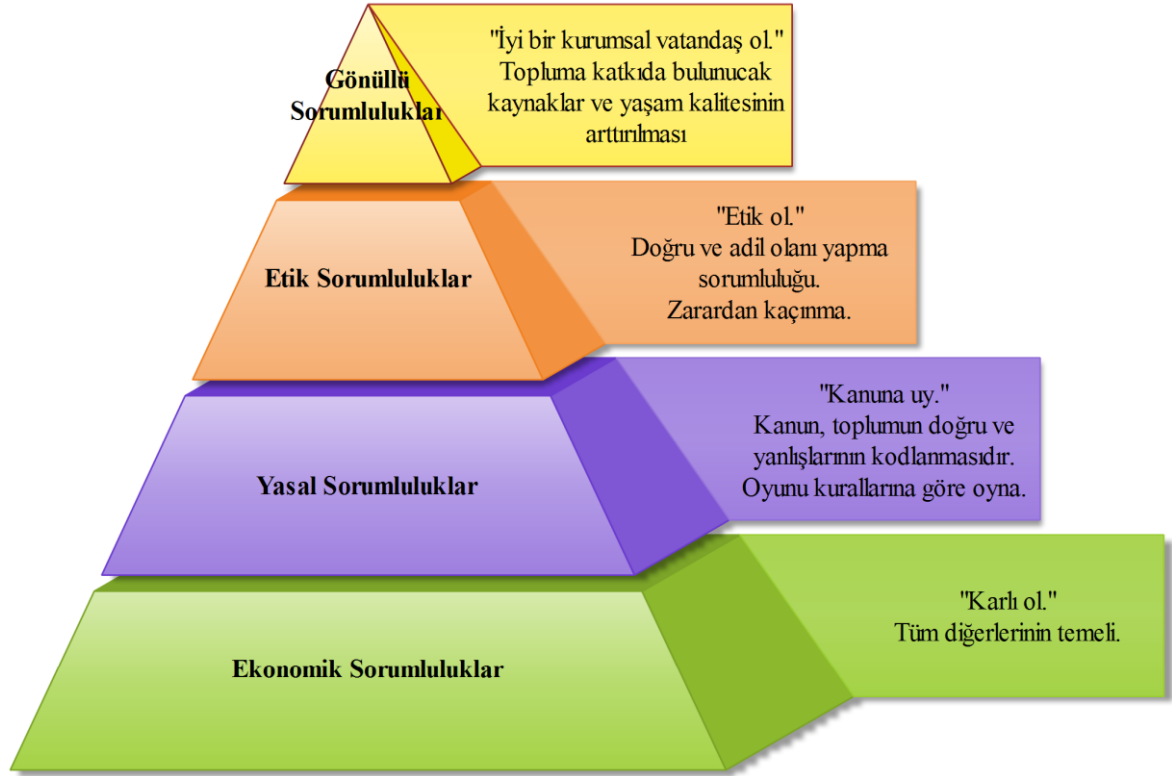 Gönüllü
Sorumluluklar
"İyi bir kurumsal vatandaş ol."
Topluma katkıda bulunucak
kaynaklar ve yaşam kalitesinin
arttırılması
Etik Sorumluluklar
"Etik ol."
Doğru ve adil olanı yapma
sorumluluğu.
Zarardan kaçınma.
Yasal Sorumluluklar
"Kanuna uy."
Kanun, toplumun doğru ve
yanlışlarının kodlanmasıdır.
Oyunu kurallarına göre oyna.
Ekonomik Sorumluluklar
"Karlı ol."
Tüm diğerlerinin temeli.